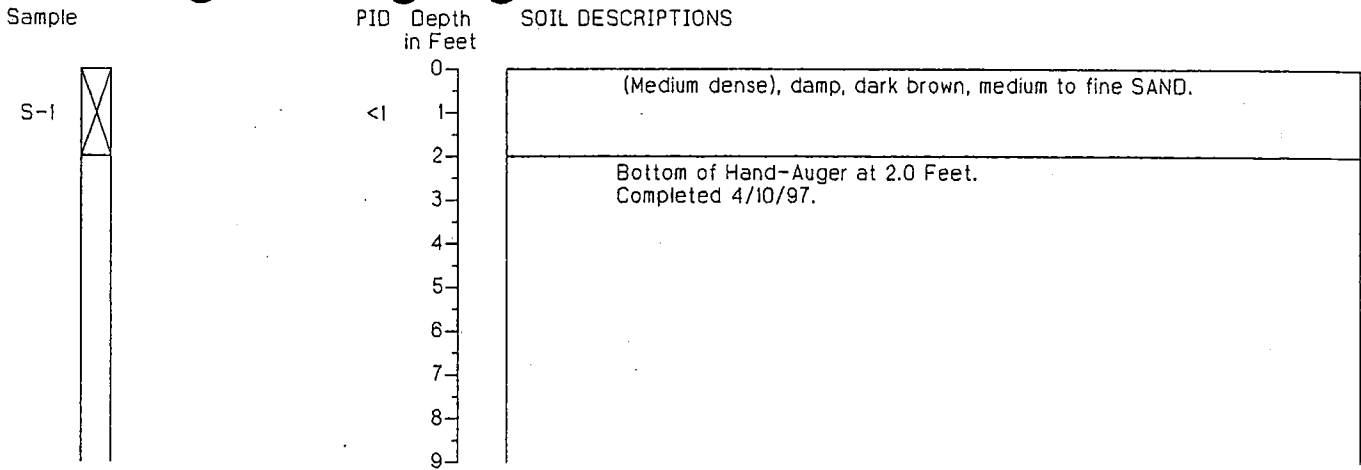 Sample
PID Depth in Feet
SOIL DESCRIPTIONS
0
(Medium dense), damp, dark brown, medium to fine SAND.
S-1 <1 1
2
Bottom of Hand-Auger at 2.0 Feet.
3
Completed 4/10/97.
4
5
6
7
8
9